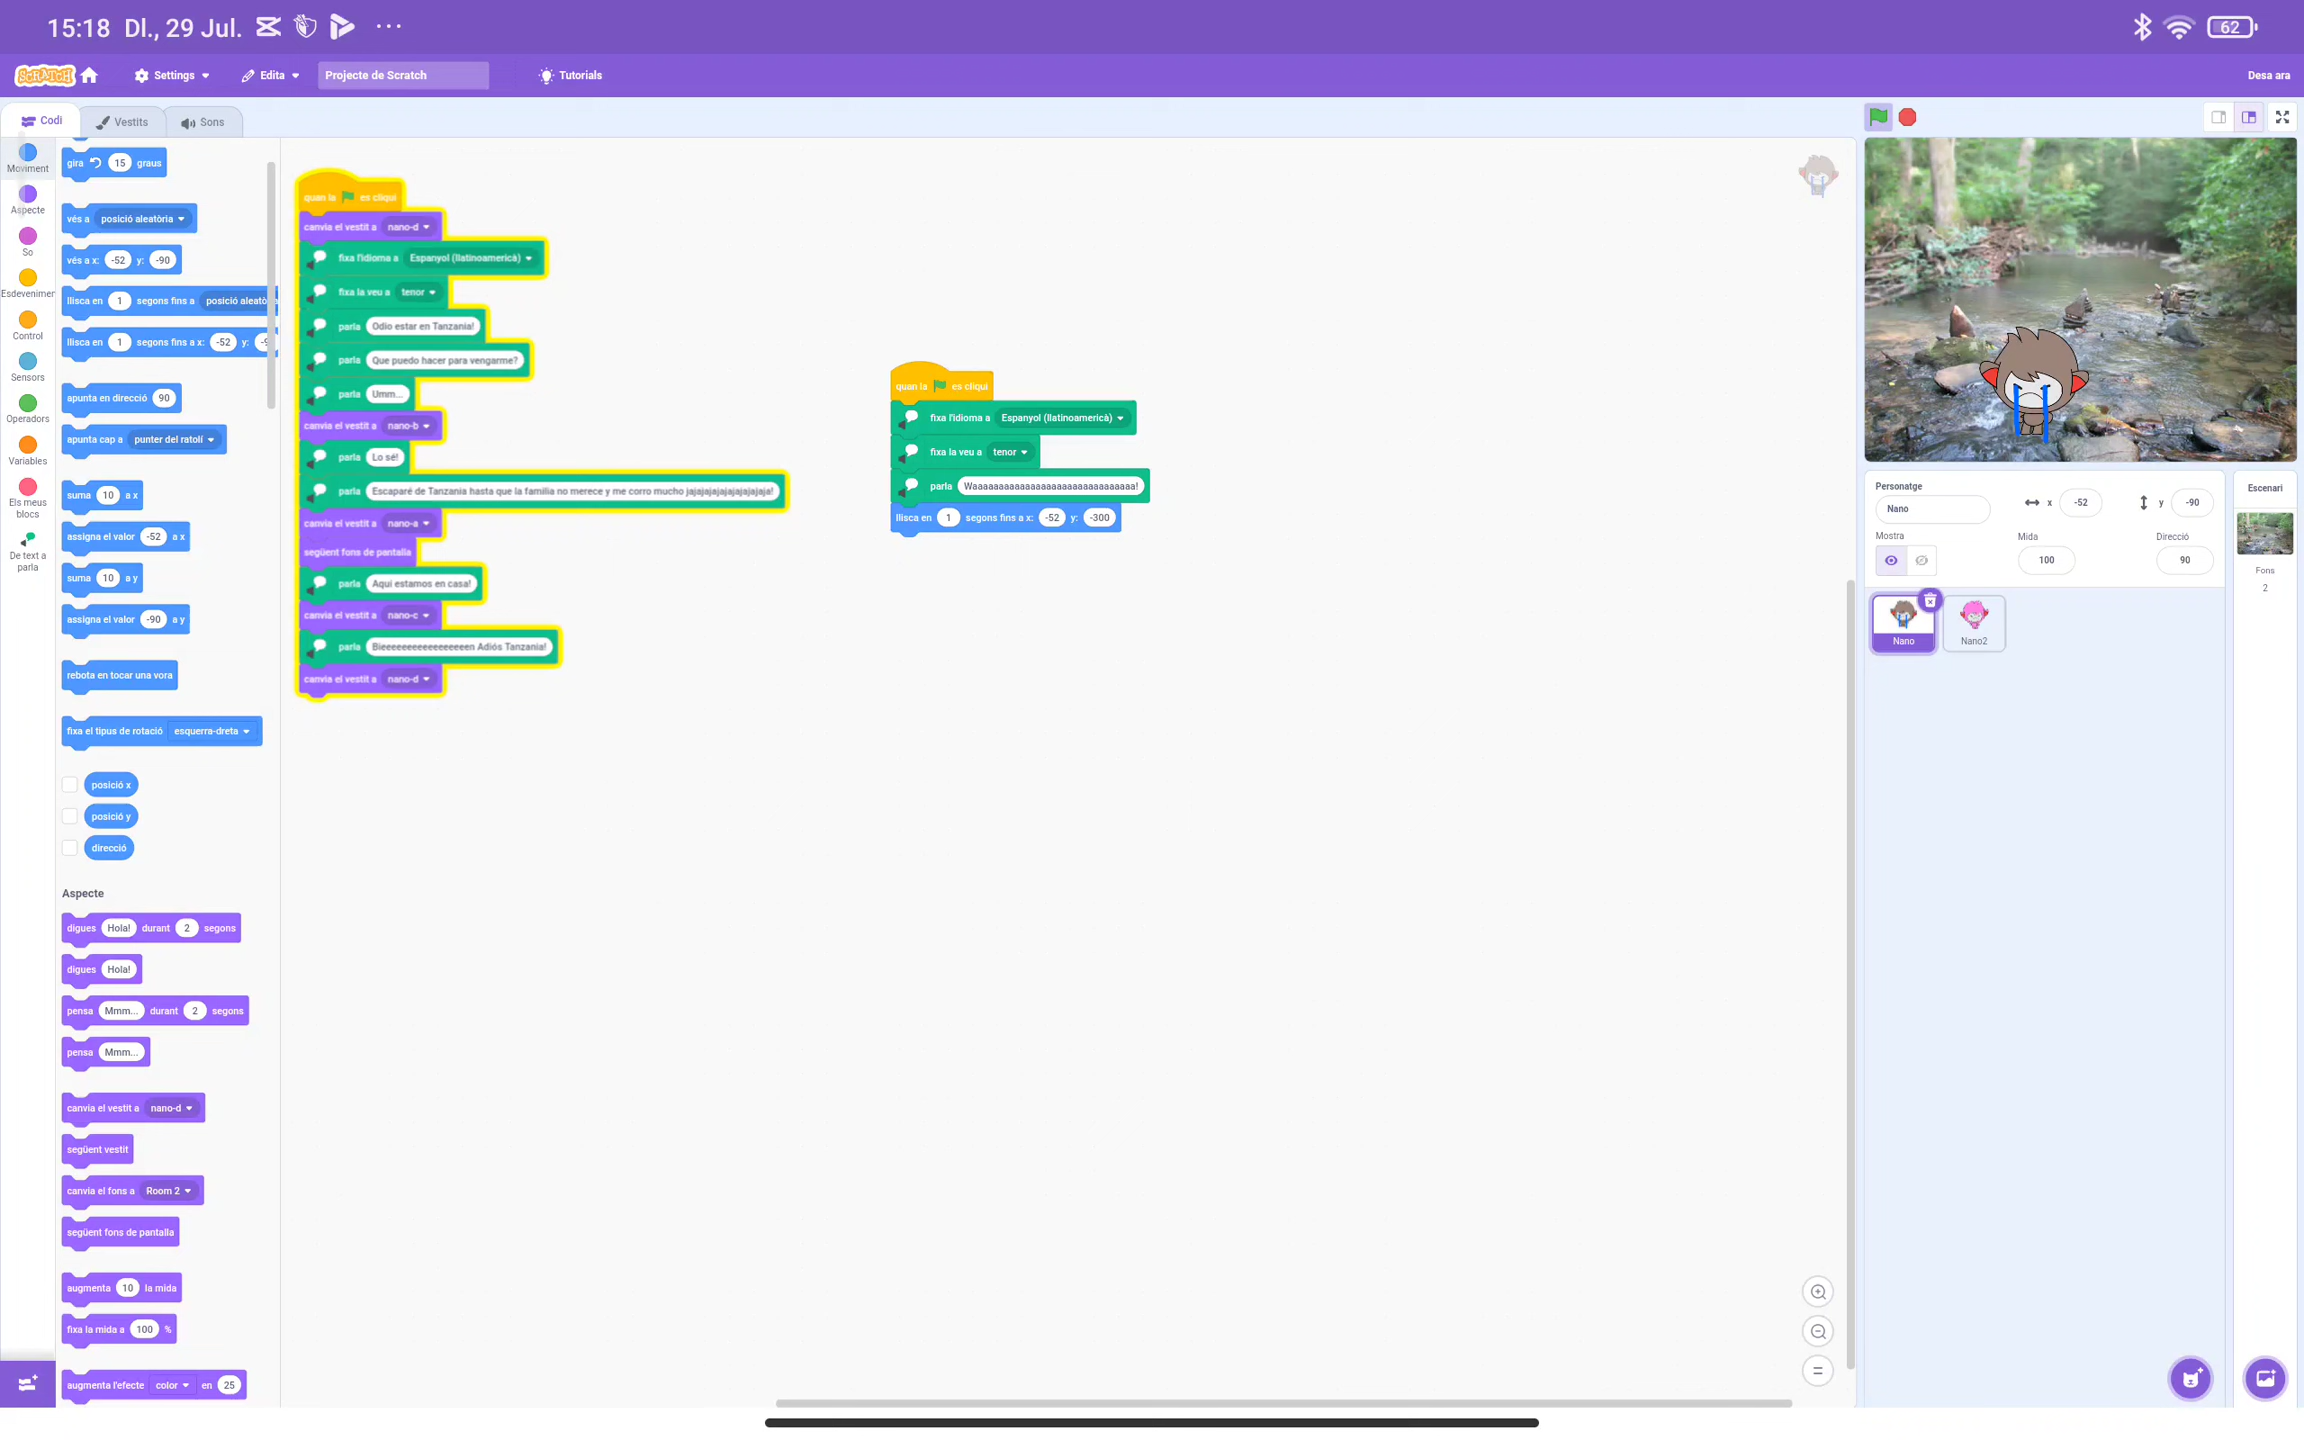 15:18 Dl., 29 Jul.
62
SCRATCH Settings Edita Projecte de Scratch Tutorials Desa ara
Codi Vestits Sons
Moviment
Aspecte
So
Esdevenimen
Control
Sensors
Operadors
Variables
Els meus
blocs
De text a
parla
gira 15 graus
vés a posició aleatòria
vés a x: -52 y: -90
llisca en 1 segons fins a posició aleatò
llisca en 1 segons fins a x: -52 y: -9
apunta en direcció 90
apunta cap a punter del ratolí
suma 10 a x
assigna el valor -52 a x
suma 10 a y
assigna el valor -90 a y
rebota en tocar una vora
fixa el tipus de rotació esquerra-dreta
posició x
posició y
direcció
Aspecte
digues Hola! durant 2 segons
digues Hola!
pensa Mmm... durant 2 segons
pensa Mmm...
canvia el vestit a nano-d
següent vestit
canvia el fons a Room 2
següent fons de pantalla
augmenta 10 la mida
fixa la mida a 100 %
augmenta l'efecte color en 25
quan la es cliqui
canvia el vestit a nano-d
fixa l'idioma a Espanyol (llatinoamericà)
fixa la veu a tenor
parla Odio estar en Tanzania!
parla Que puedo hacer para vengarme?
parla Umm...
canvia el vestit a nano-b
parla Lo sé!
parla Escaparé de Tanzania hasta que la familia no merece y me corro mucho jajajajajajajajajajaja!
canvia el vestit a nano-a
següent fons de pantalla
parla Aquí estamos en casa!
canvia el vestit a nano-c
parla Bieeeeeeeeeeeeeeeeen Adiós Tanzania!
canvia el vestit a nano-d
quan la es cliqui
fixa l'idioma a Espanyol (llatinoamericà)
fixa la veu a tenor
parla Waaaaaaaaaaaaaaaaaaaaaaaaaaaaaaa!
llisca en 1 segons fins a x: -52 y: -300
Personatge
Nano x -52 y -90
Mostra Mida Direcció
100 90
Nano Nano2
Escenari
Fons
2